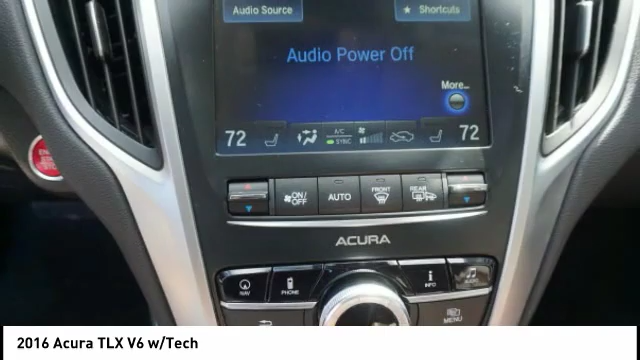 Audio Source
★ Shortcuts
Audio Power Off
More...
72
A/C
SYNC
72
ON/OFF
AUTO
FRONT
REAR
ACURA
NAV
PHONE
INFO
AUDIO
MENU
2016 Acura TLX V6 w/Tech